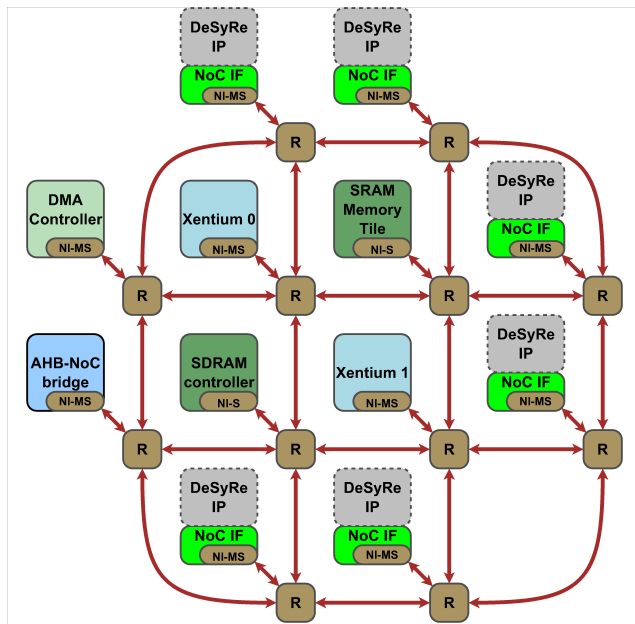 DeSyRe
IP
NoC IF
NI-MS
DeSyRe
IP
NoC IF
NI-MS
R
R
DMA
Controller
NI-MS
Xentium 0
NI-MS
SRAM
Memory
Tile
NI-S
DeSyRe
IP
NoC IF
NI-MS
R
R
R
R
AHB-NoC
bridge
NI-MS
SDRAM
controller
NI-S
Xentium 1
NI-MS
DeSyRe
IP
NoC IF
NI-MS
R
R
R
R
DeSyRe
IP
NoC IF
NI-MS
DeSyRe
IP
NoC IF
NI-MS
R
R